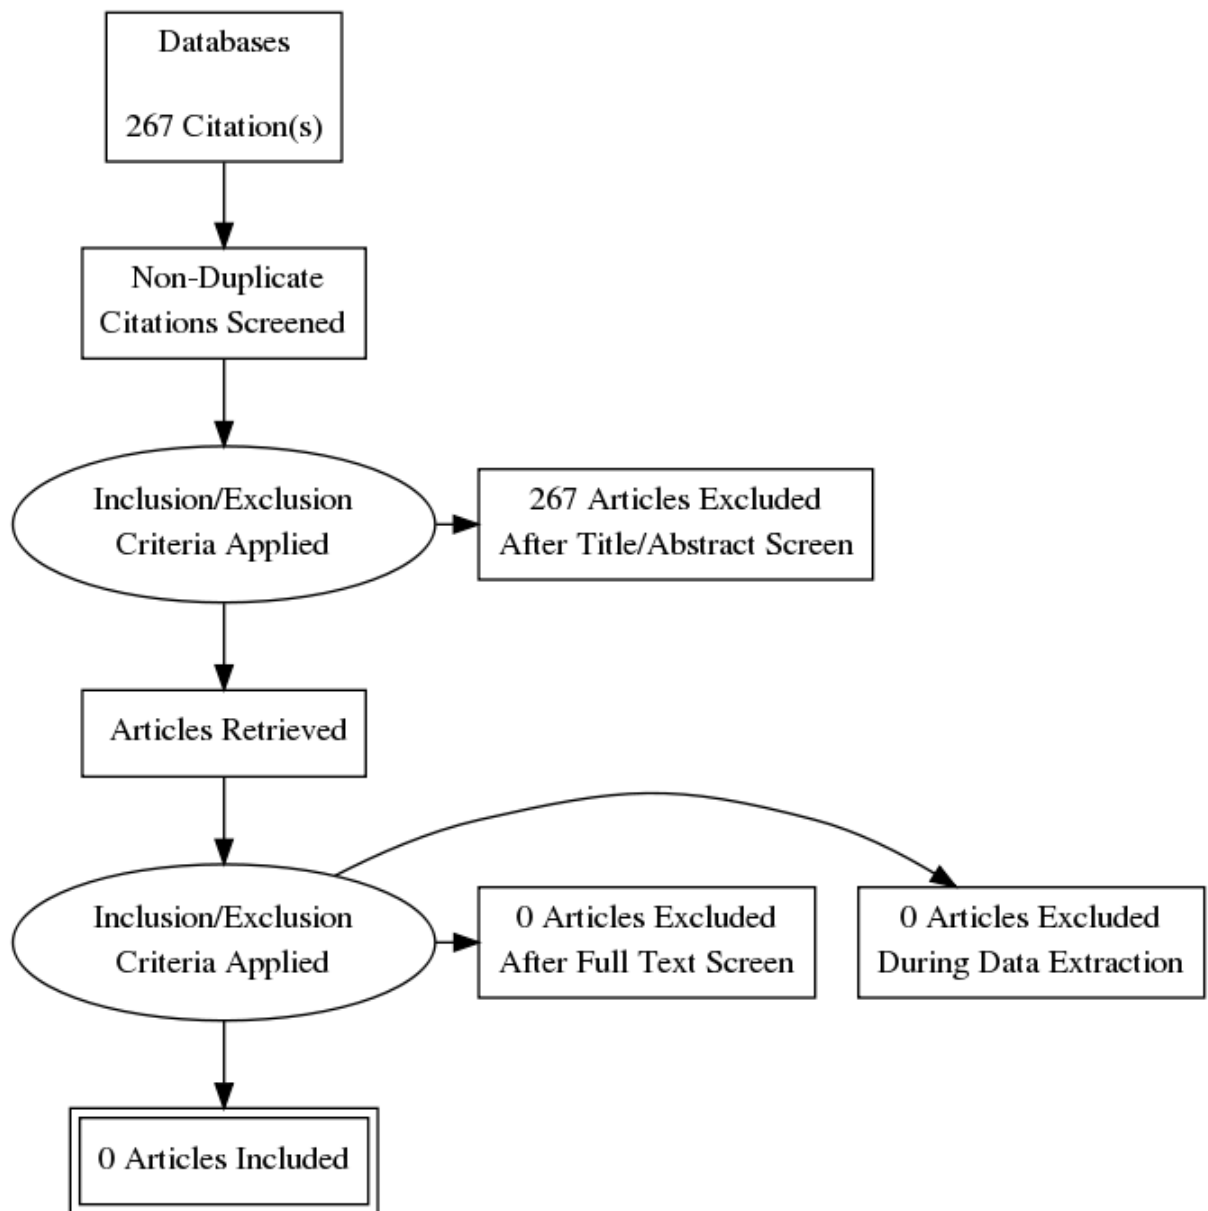 Databases
267 Citation(s)
Non-Duplicate
Citations Screened
Inclusion/Exclusion
Criteria Applied
267 Articles Excluded
After Title/Abstract Screen
Articles Retrieved
Inclusion/Exclusion
Criteria Applied
0 Articles Excluded
After Full Text Screen
0 Articles Excluded
During Data Extraction
0 Articles Included